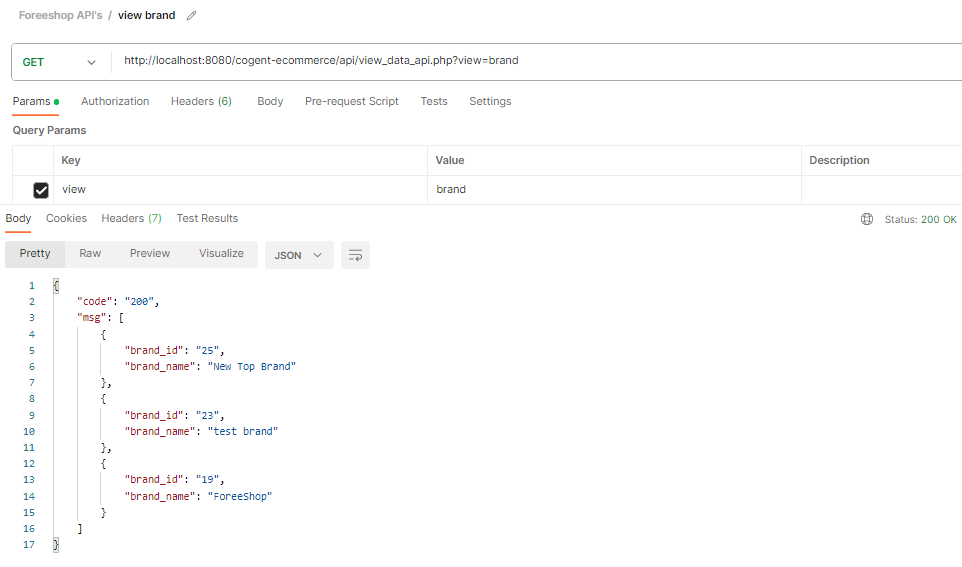 Foreeshop API's / view brand
GET http://localhost:8080/cogent-ecommerce/api/view_data_api.php?view=brand
Params Authorization Headers (6) Body Pre-request Script Tests Settings
Query Params
Key Value Description
view brand
Body Cookies Headers (7) Test Results Status: 200 OK
Pretty Raw Preview Visualize JSON
1 {
2 "code": "200",
3 "msg": [
4 {
5 "brand_id": "25",
6 "brand_name": "New Top Brand"
7 },
8 {
9 "brand_id": "23",
10 "brand_name": "test brand"
11 },
12 {
13 "brand_id": "19",
14 "brand_name": "ForeeShop"
15 }
16 ]
17 }